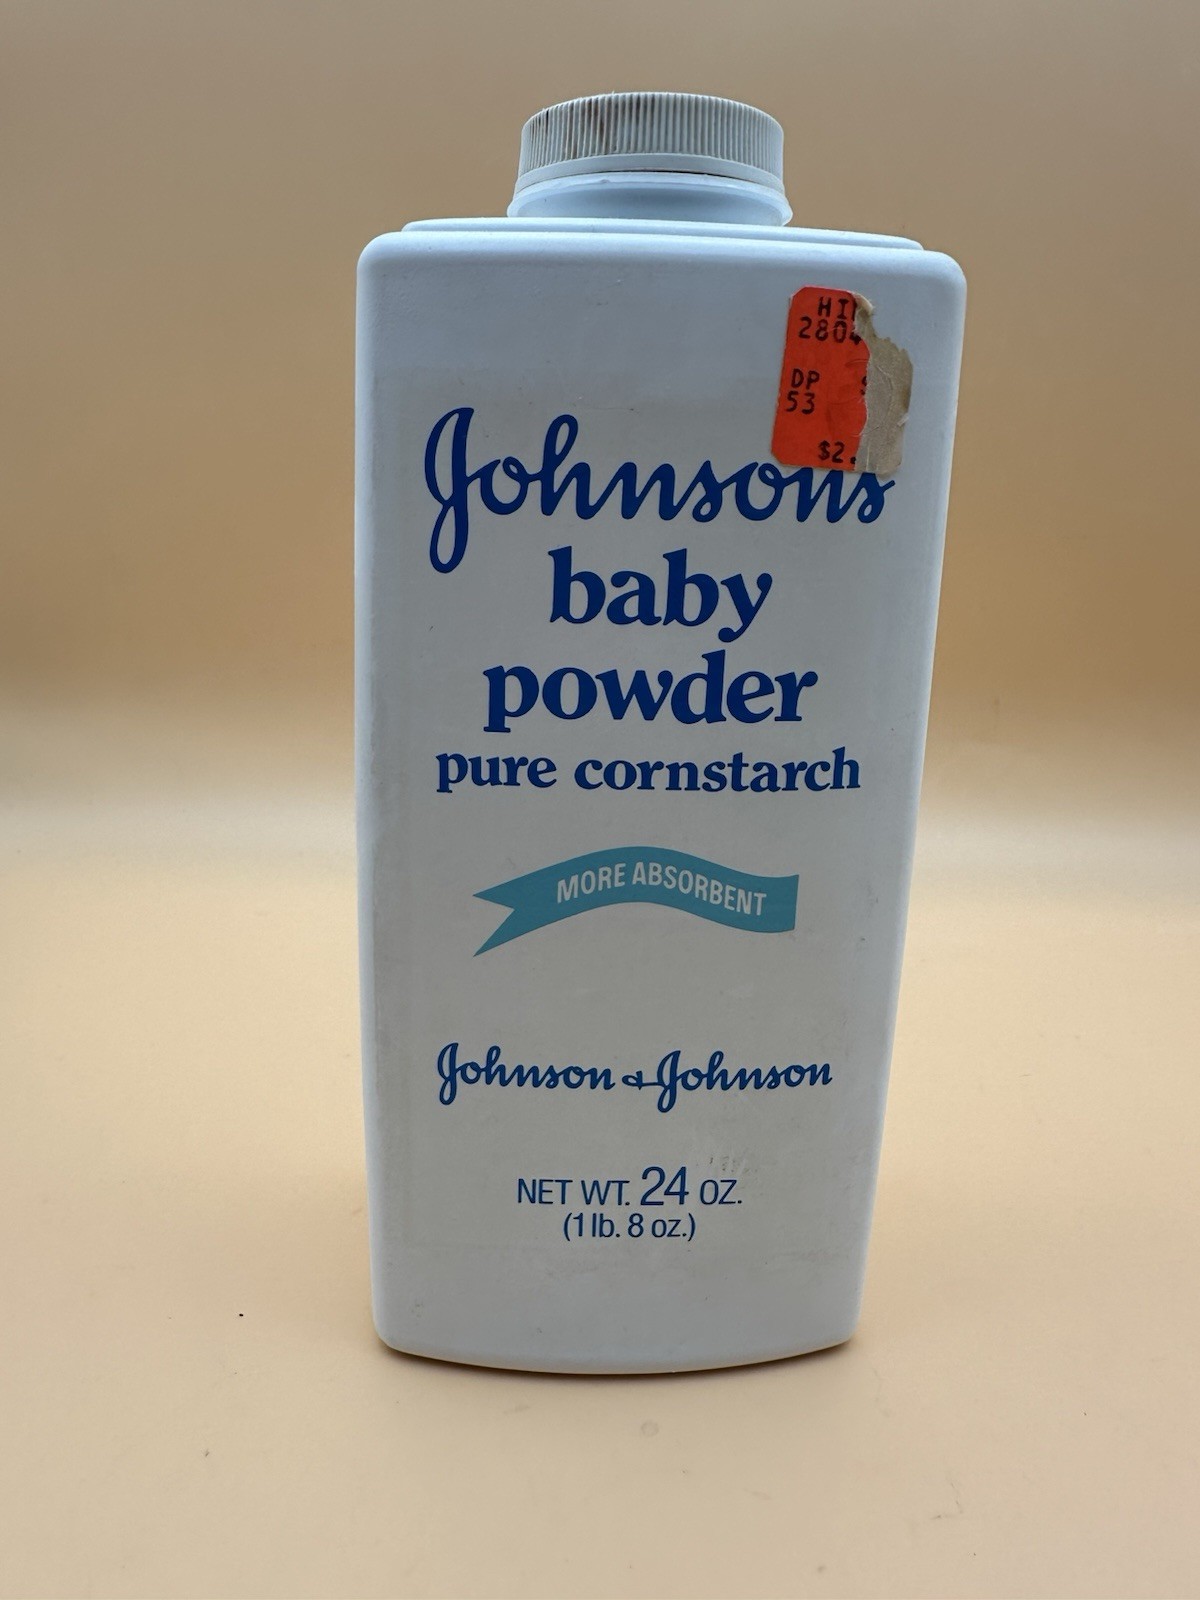 HI
280
DP
53
$2.
Johnson's
baby
powder
pure cornstarch
MORE ABSORBENT
Johnson & Johnson
NET WT. 24 OZ.
(1 lb. 8 oz.)